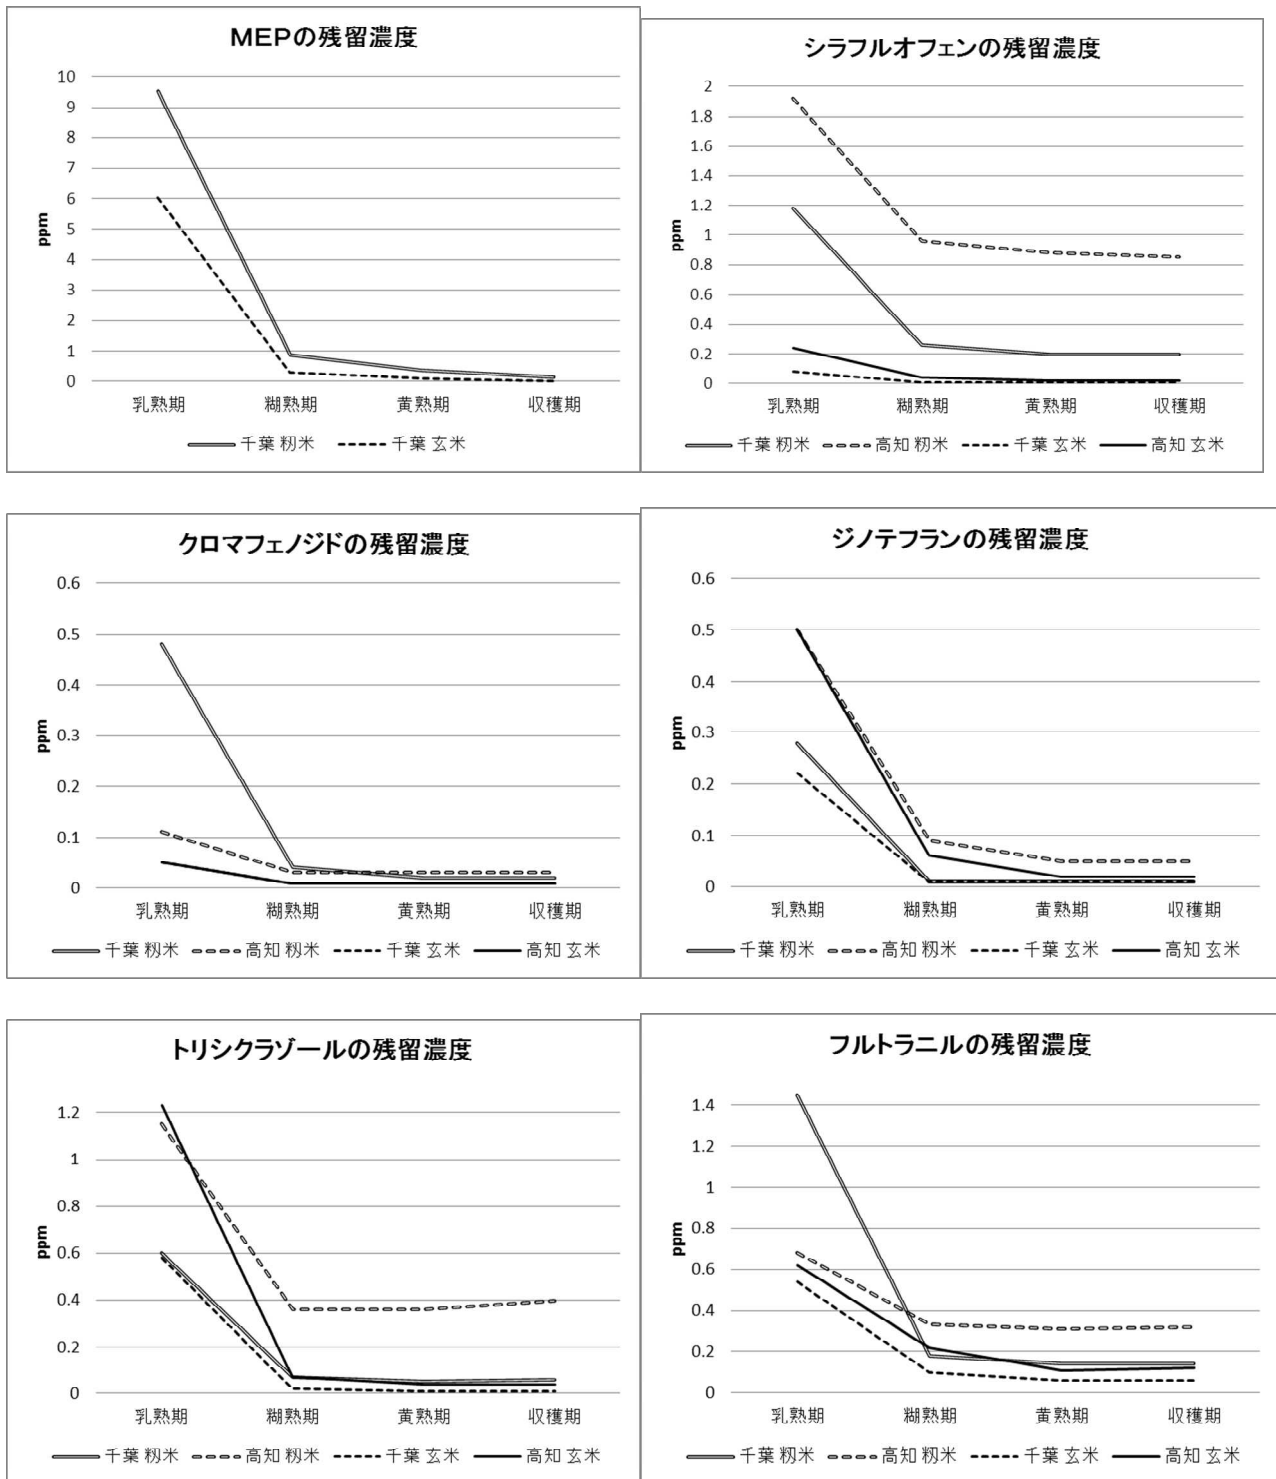 MEPの残留濃度
10
9
8
7
6
5
4
3
2
1
0
ppm
乳熟期 糊熟期 黄熟期 収穫期
千葉 籾米 千葉 玄米
シラフルオフェンの残留濃度
2
1.8
1.6
1.4
1.2
1
0.8
0.6
0.4
0.2
0
ppm
乳熟期 糊熟期 黄熟期 収穫期
千葉 籾米 高知 籾米 千葉 玄米 高知 玄米
クロマフェノジドの残留濃度
0.6
0.5
0.4
0.3
0.2
0.1
0
ppm
乳熟期 糊熟期 黄熟期 収穫期
千葉 籾米 高知 籾米 千葉 玄米 高知 玄米
ジノテフランの残留濃度
0.6
0.5
0.4
0.3
0.2
0.1
0
ppm
乳熟期 糊熟期 黄熟期 収穫期
千葉 籾米 高知 籾米 千葉 玄米 高知 玄米
トリシクラゾールの残留濃度
1.2
1
0.8
0.6
0.4
0.2
0
ppm
乳熟期 糊熟期 黄熟期 収穫期
千葉 籾米 高知 籾米 千葉 玄米 高知 玄米
フルトラニルの残留濃度
1.4
1.2
1
0.8
0.6
0.4
0.2
0
ppm
乳熟期 糊熟期 黄熟期 収穫期
千葉 籾米 高知 籾米 千葉 玄米 高知 玄米